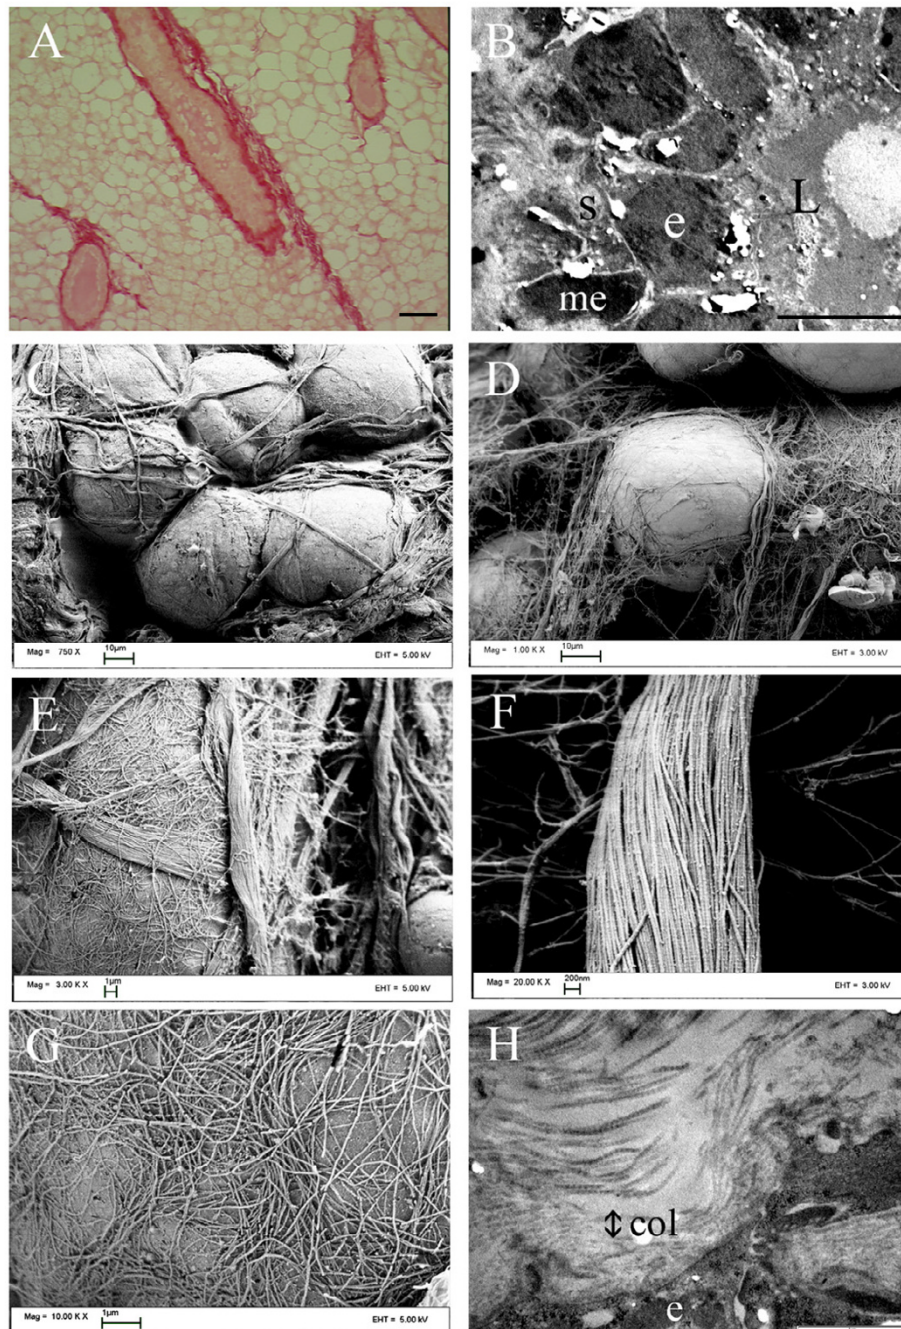 A
B
s
L
e
me
C
D
Mag = 750 X 10µm EHT = 5.00 kV
Mag = 1.00 K X 10µm EHT = 3.00 kV
E
F
Mag = 3.00 K X 1µm EHT = 5.00 kV
Mag = 20.00 K X 200nm EHT = 3.00 kV
G
H
col
e
Mag = 10.00 K X 1µm EHT = 5.00 kV